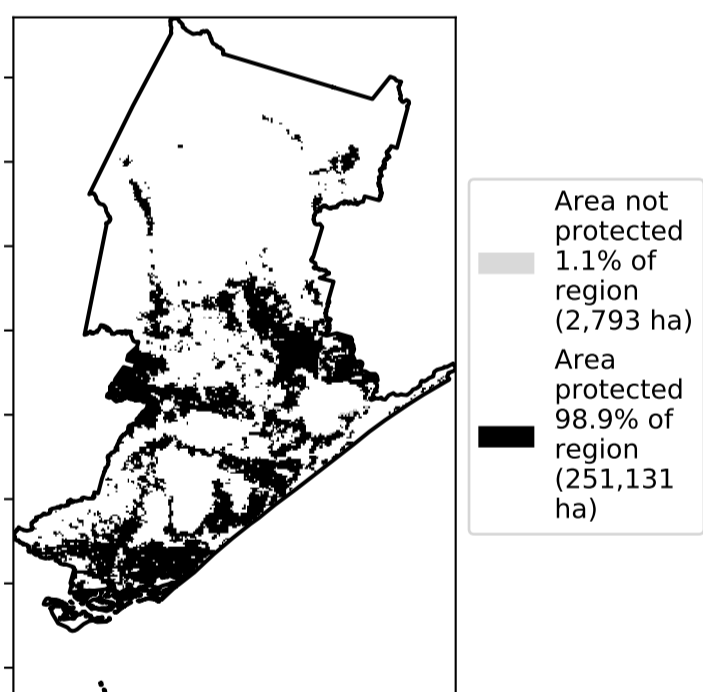 Area not
protected
1.1% of
region
(2,793 ha)
Area
protected
98.9% of
region
(251,131
ha)